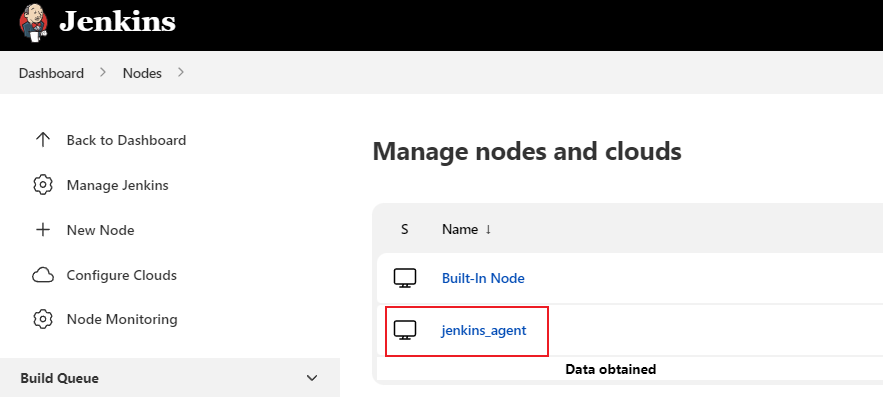 Jenkins
Dashboard
Nodes
Back to Dashboard
Manage Jenkins
New Node
Configure Clouds
Node Monitoring
Build Queue
Manage nodes and clouds
S Name ↓
Built-In Node
jenkins_agent
Data obtained